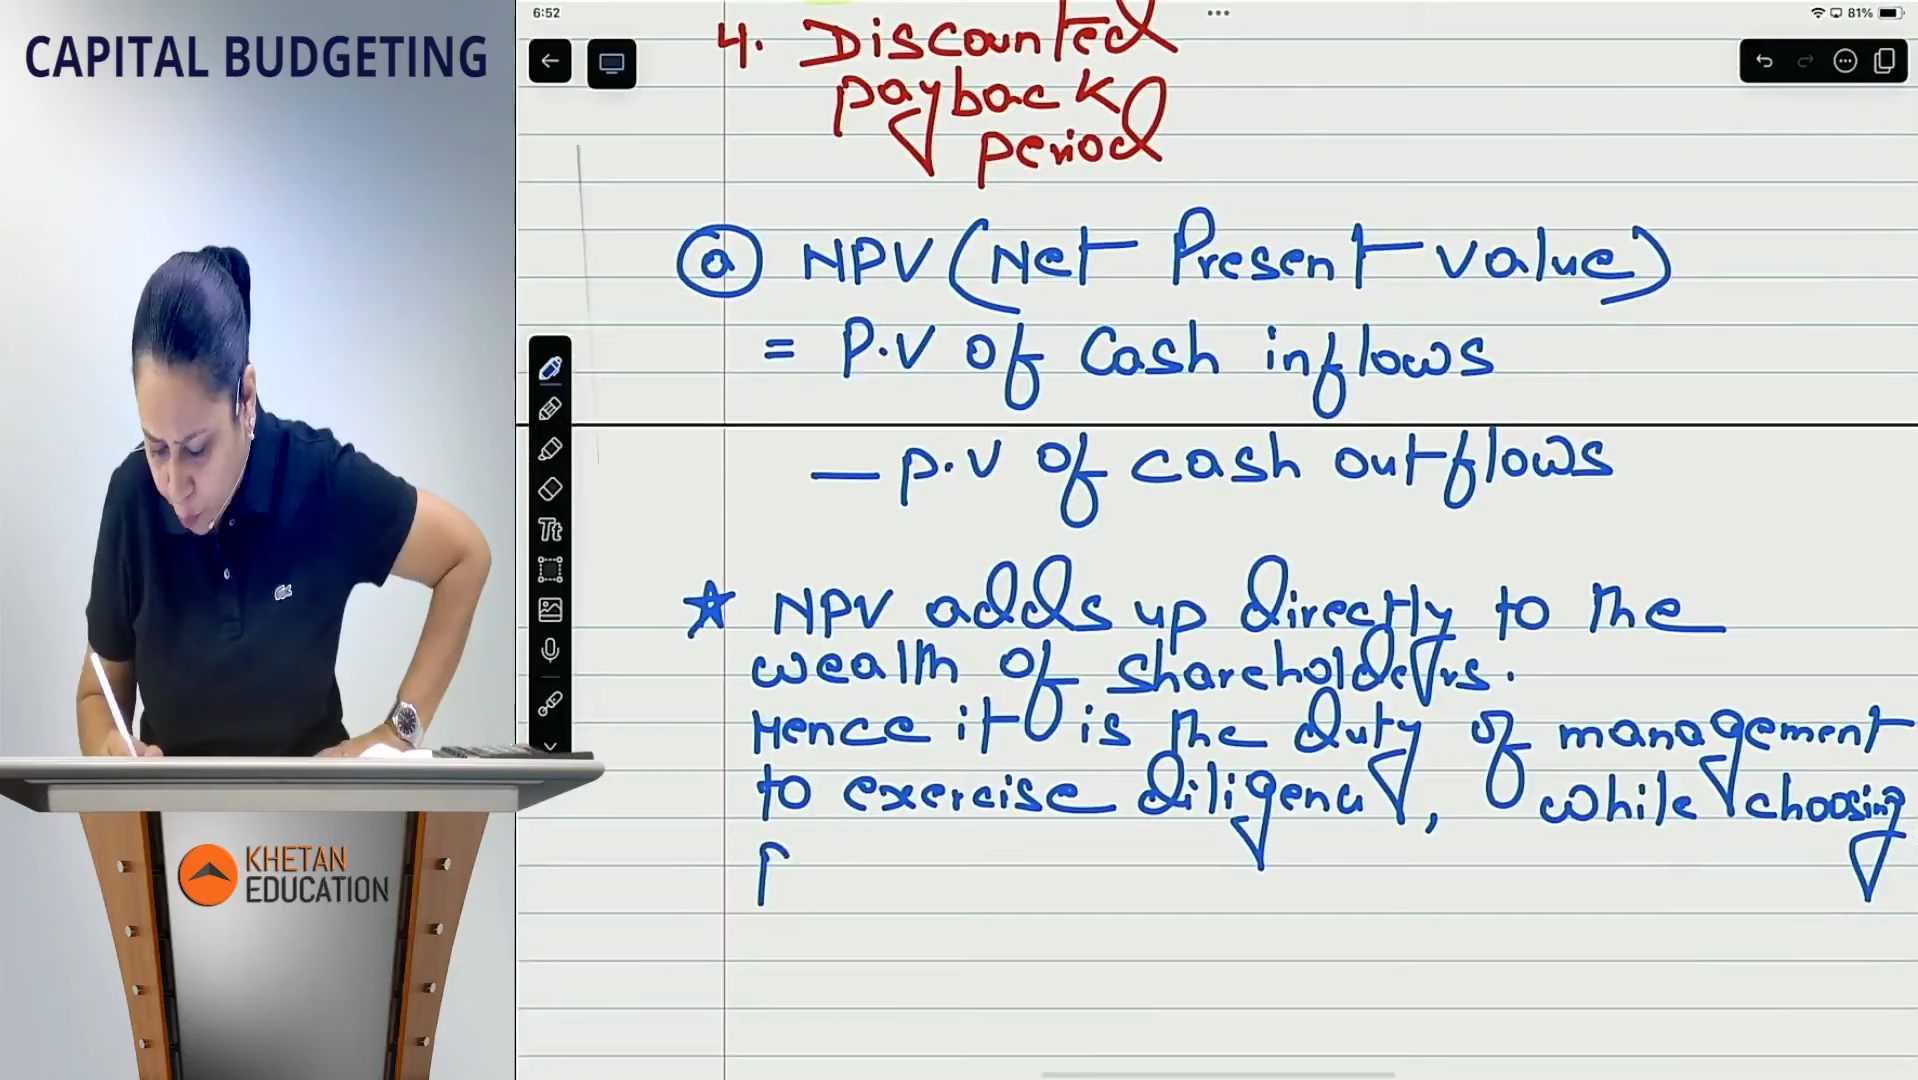 CAPITAL BUDGETING
6:52
81%
4. Discounted
payback
period
a NPV (Net Present Value)
= P.V of Cash inflows
— P.V of cash outflows
☆ NPV adds up directly to the
wealth of shareholders.
Hence it is the duty of management
to exercise diligence, while choosing
P
Tt
KHETAN
EDUCATION